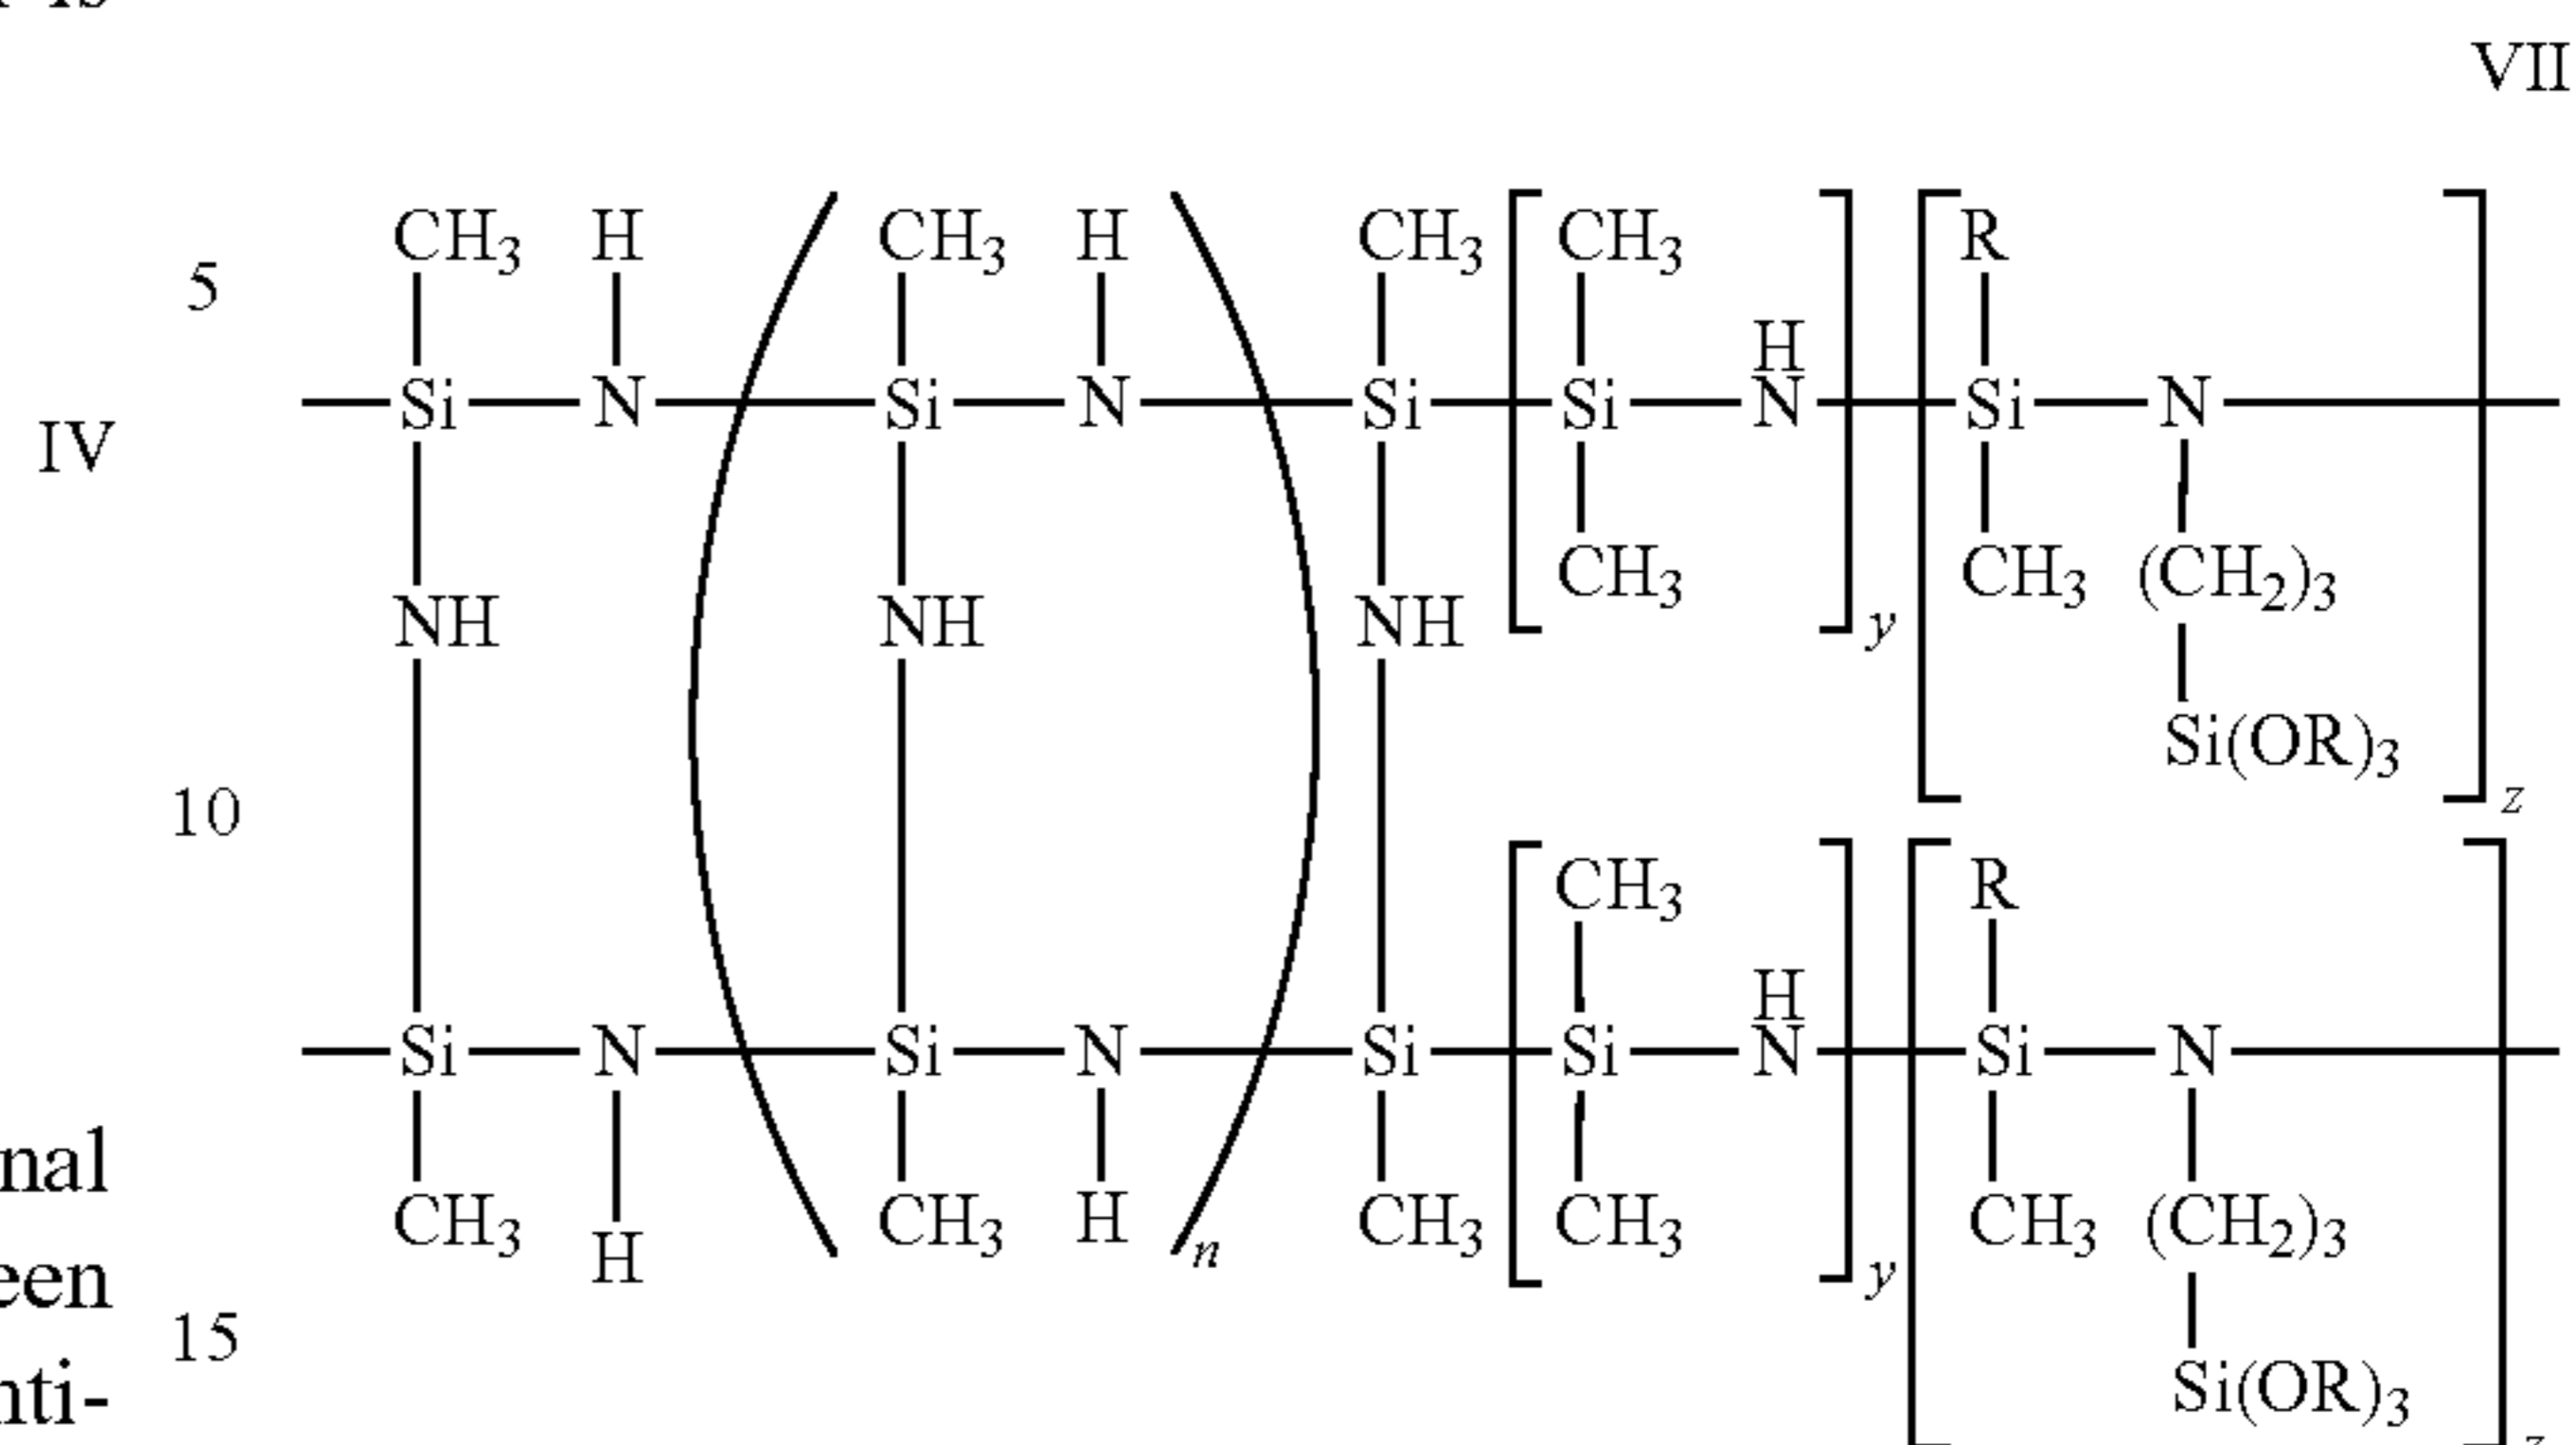 VII
CH3 H CH3 H CH3 CH3 R
5
H
Si N Si N Si Si N Si N
IV
CH3 CH3 (CH2)3
NH NH NH y
Si(OR)3
10 z
CH3 R
H
Si N Si N Si Si N Si N
nal
CH3 CH3 H CH3 CH3 CH3 (CH2)3
H n y
een
15
Si(OR)3
nti-